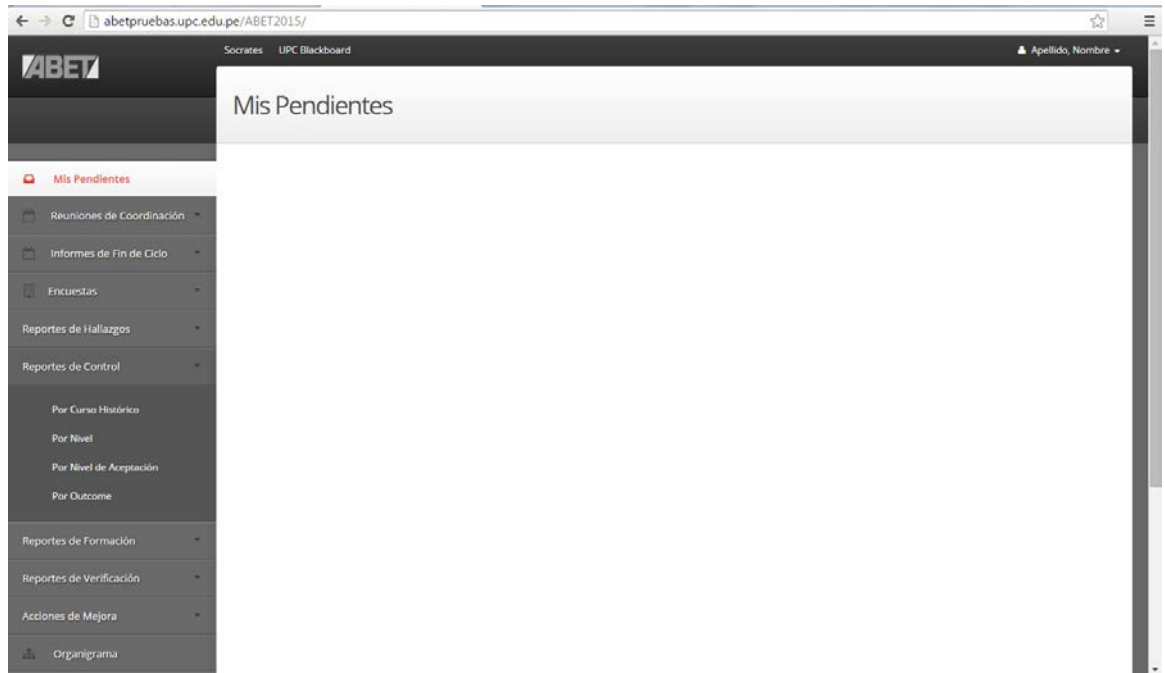 abetpruebas.upc.edu.pe/ABET2015/
ABET
Socrates UPC Blackboard
Apellido, Nombre
Mis Pendientes
Mis Pendientes
Reuniones de Coordinación
Informes de Fin de Ciclo
Encuestas
Reportes de Hallazgos
Reportes de Control
Por Curso Histórico
Por Nivel
Por Nivel de Aceptación
Por Outcome
Reportes de Formación
Reportes de Verificación
Acciones de Mejora
Organigrama